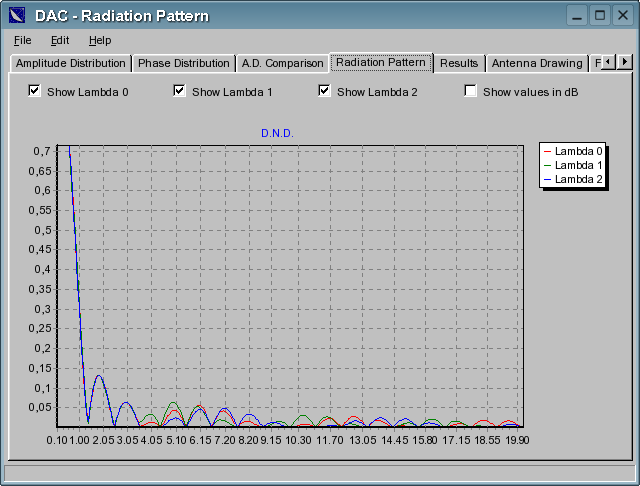 DAC - Radiation Pattern
File Edit Help
Amplitude Distribution Phase Distribution A.D. Comparison Radiation Pattern Results Antenna Drawing F
Show Lambda 0 Show Lambda 1 Show Lambda 2 Show values in dB
D.N.D.
Lambda 0
Lambda 1
Lambda 2
0,7
0,65
0,6
0,55
0,5
0,45
0,4
0,35
0,3
0,25
0,2
0,15
0,1
0,05
0.10 1.00 2.05 3.05 4.05 5.10 6.15 7.20 8.20 9.15 10.30 11.70 13.05 14.45 15.80 17.15 18.55 19.90